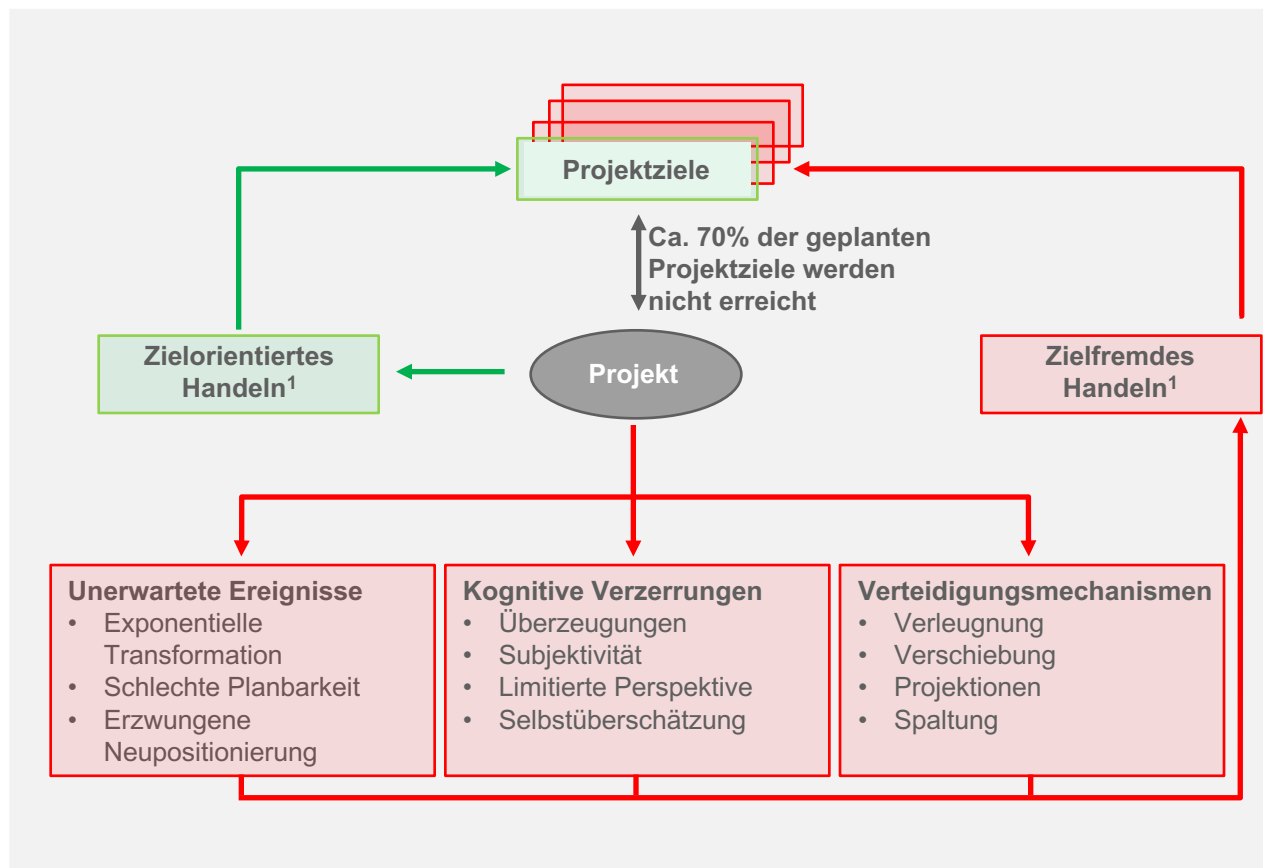 Projektziele
Ca. 70% der geplanten
Projektziele werden
nicht erreicht
Zielorientiertes
Handeln¹
Projekt
Zielfremdes
Handeln¹
Unerwartete Ereignisse
• Exponentielle
Transformation
• Schlechte Planbarkeit
• Erzwungene
Neupositionierung
Kognitive Verzerrungen
• Überzeugungen
• Subjektivität
• Limitierte Perspektive
• Selbstüberschätzung
Verteidigungsmechanismen
• Verleugnung
• Verschiebung
• Projektionen
• Spaltung